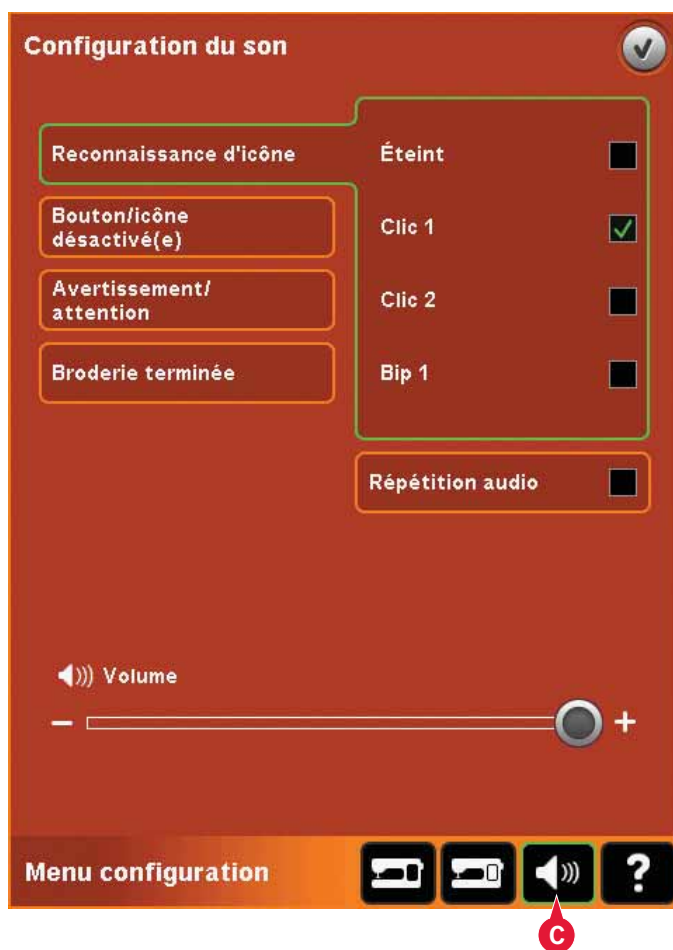 Configuration du son
Reconnaissance d'icône
Éteint
Bouton/icône
désactivé(e)
Clic 1
Avertissement/
attention
Clic 2
Broderie terminée
Bip 1
Répétition audio
Volume
− +
Menu configuration
?
C